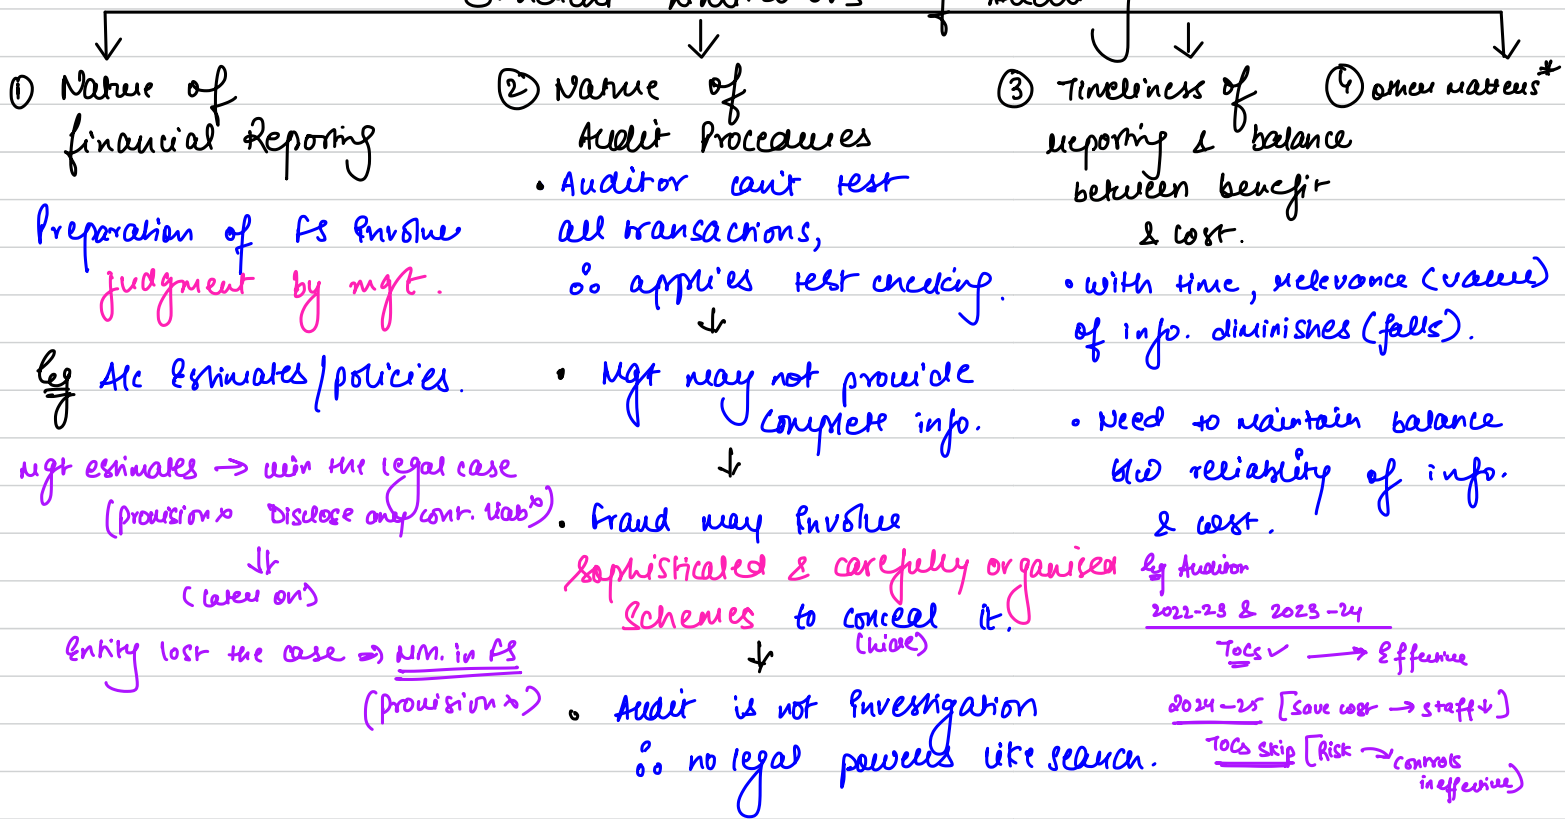 ① Nature of
financial Reporting
Preparation of FS involve
judgment by mgt.
Eg A/c Estimates/policies.
Mgt estimates → win the legal case
(Provision x Disclose only cont. liab x)
⇓
(later on)
Entity lost the case ⇒ MM. in FS
(Provision x)
② Nature of
Audit Procedures
• Auditor can't test
all transactions,
∴ applies test checking.
↓
• Mgt may not provide
complete info.
↓
• Fraud may involve
sophisticated & carefully organised
schemes to conceal it.
(hide)
↓
• Audit is not investigation
∴ no legal powers like search.
③ Timeliness of
reporting & balance
between benefit
& cost.
• With time, relevance (value)
of info. diminishes (falls).
• Need to maintain balance
b/w reliability of info.
& cost.
Eg Auditor
2022-23 & 2023-24
TOCs ✓ → Effective
2024-25 [Save cost → staff ↓]
TOCs skip [Risk → controls
ineffective)
④ other matters*